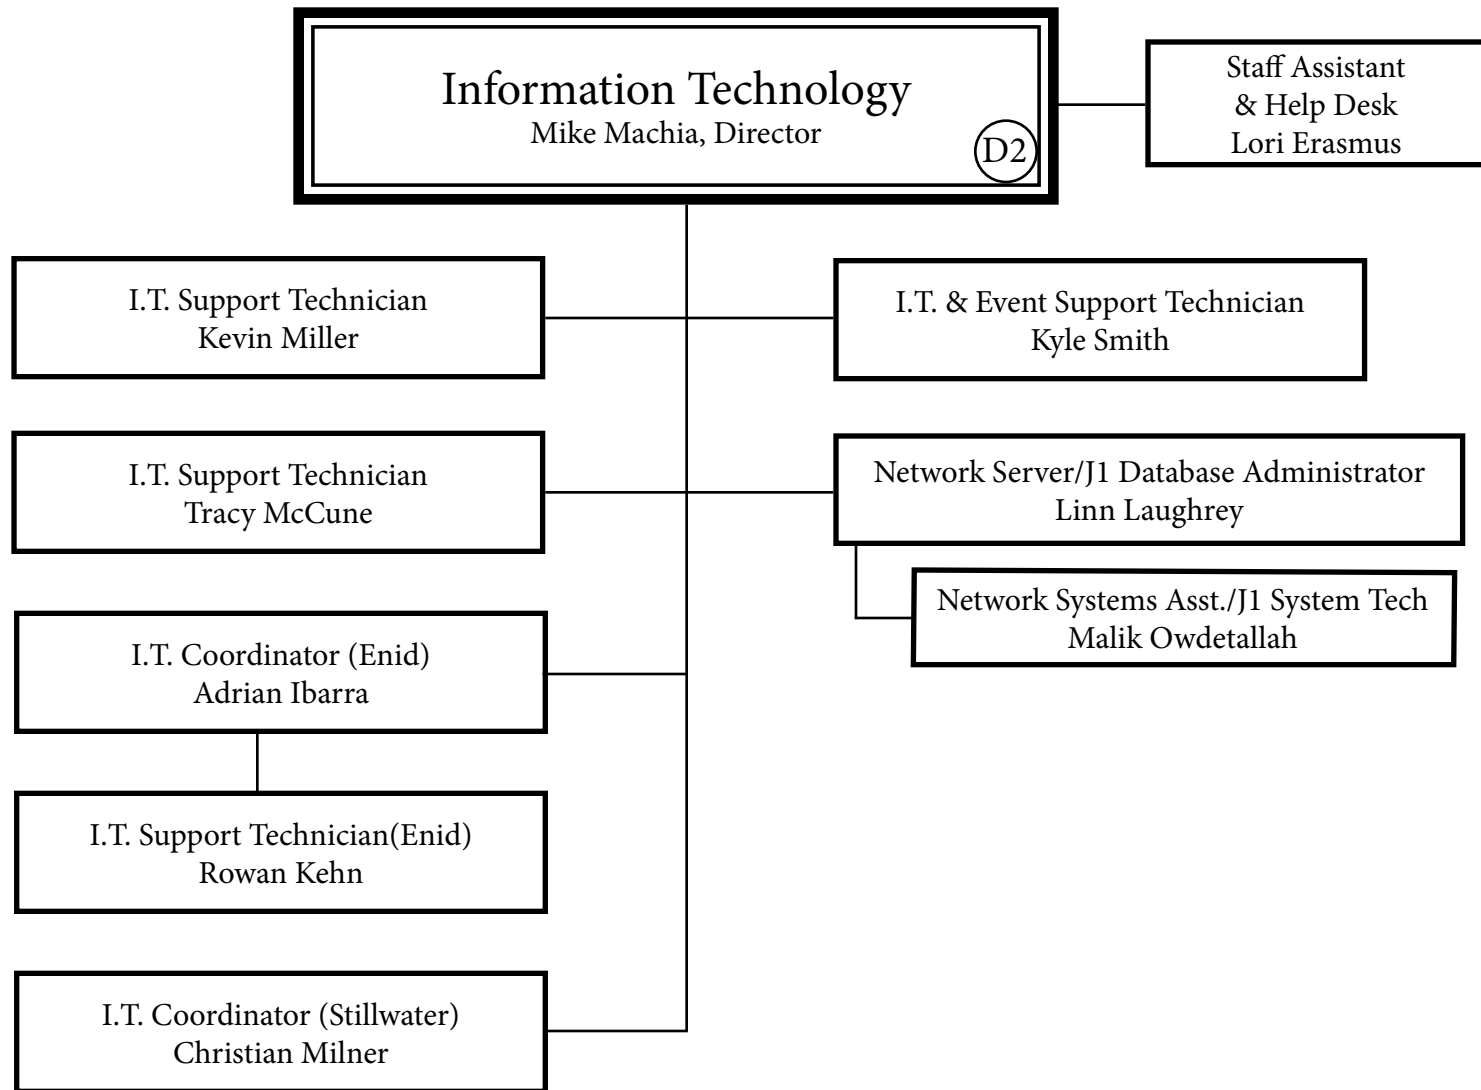 Information Technology
Mike Machia, Director
D2
Staff Assistant
& Help Desk
Lori Erasmus
I.T. Support Technician
Kevin Miller
I.T. & Event Support Technician
Kyle Smith
I.T. Support Technician
Tracy McCune
Network Server/J1 Database Administrator
Linn Laughrey
Network Systems Asst./J1 System Tech
Malik Owdetallah
I.T. Coordinator (Enid)
Adrian Ibarra
I.T. Support Technician(Enid)
Rowan Kehn
I.T. Coordinator (Stillwater)
Christian Milner